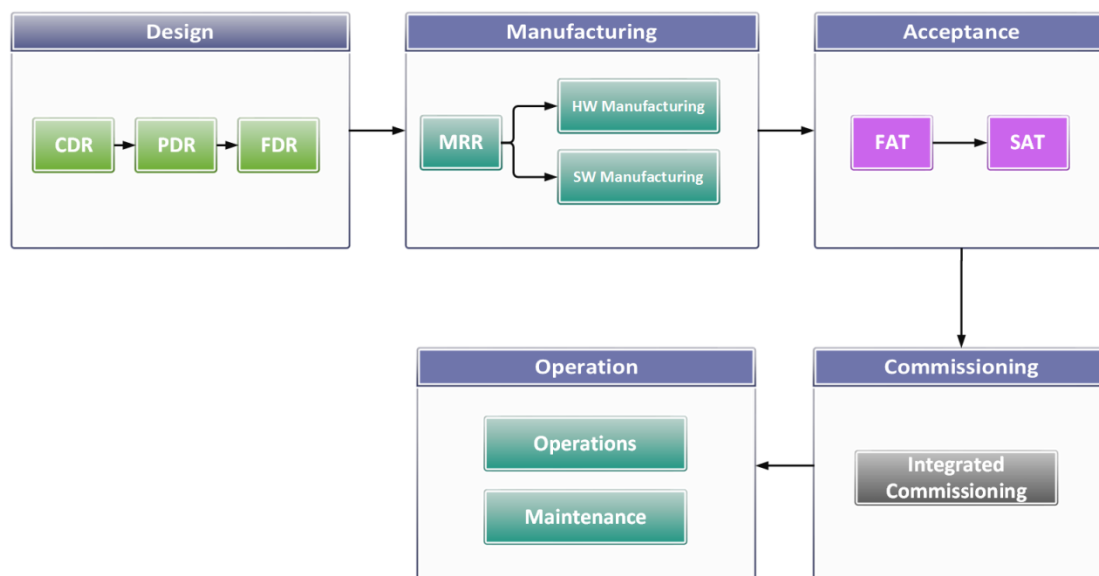 Design
CDR
PDR
FDR
Manufacturing
MRR
HW Manufacturing
SW Manufacturing
Acceptance
FAT
SAT
Operation
Operations
Maintenance
Commissioning
Integrated
Commissioning